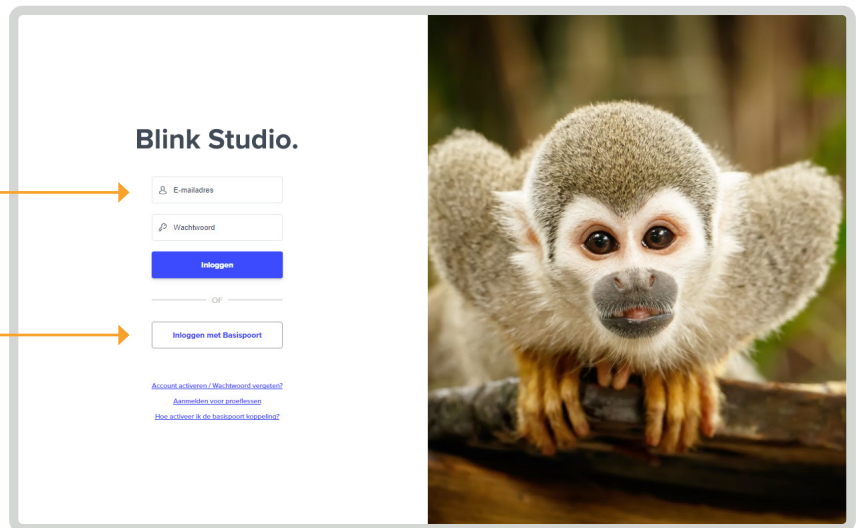 Blink Studio.
E-mailadres
Wachtwoord
Inloggen
OF
Inloggen met Basispoort
Account activeren / Wachtwoord vergeten?
Aanmelden voor proeflessen
Hoe activeer ik de basispoort koppeling?